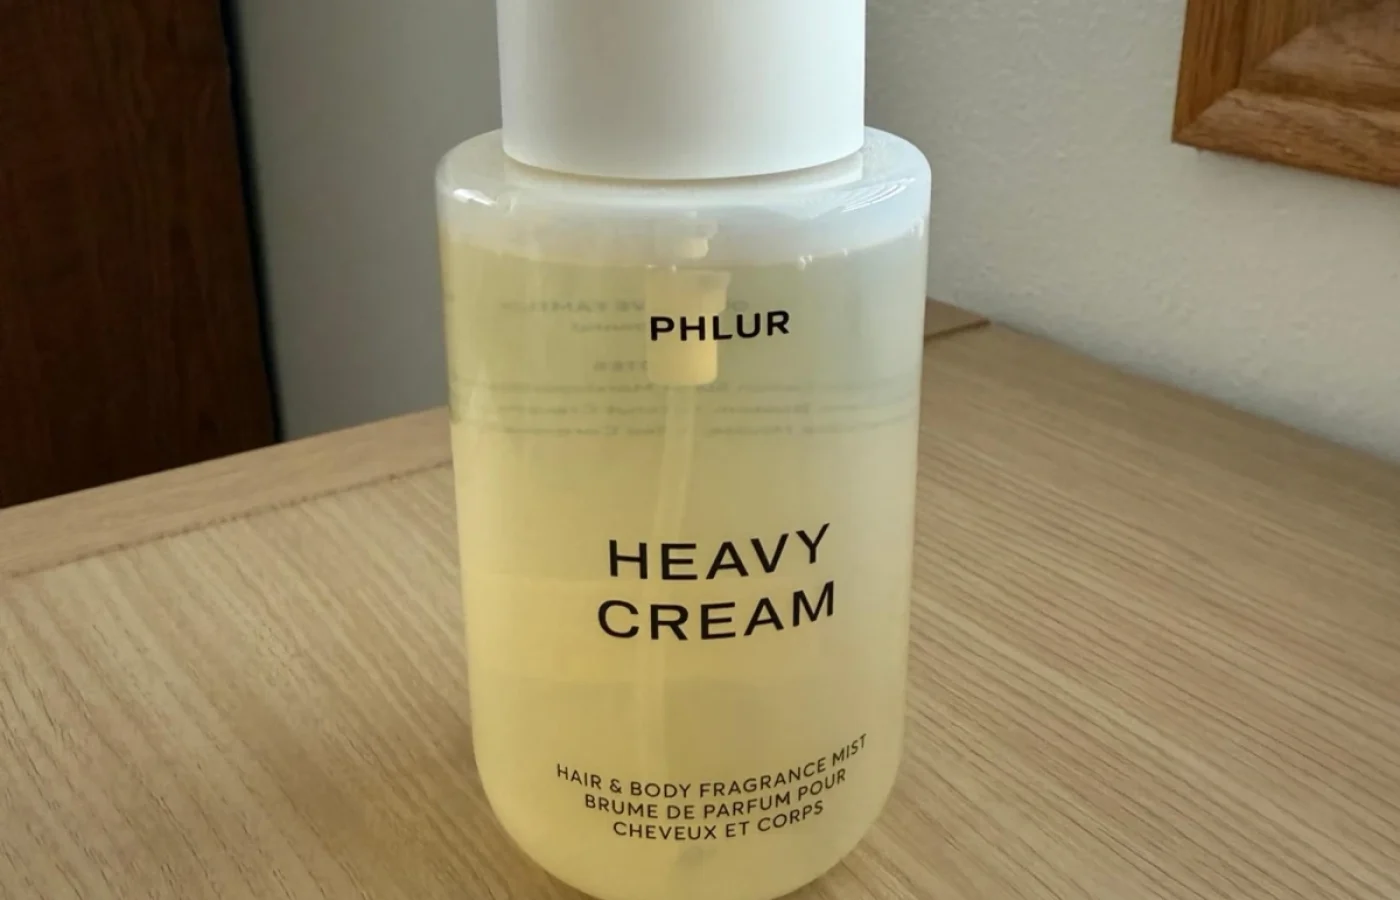 PHLUR
HEAVY
CREAM
HAIR & BODY FRAGRANCE MIST
BRUME DE PARFUM POUR
CHEVEUX ET CORPS